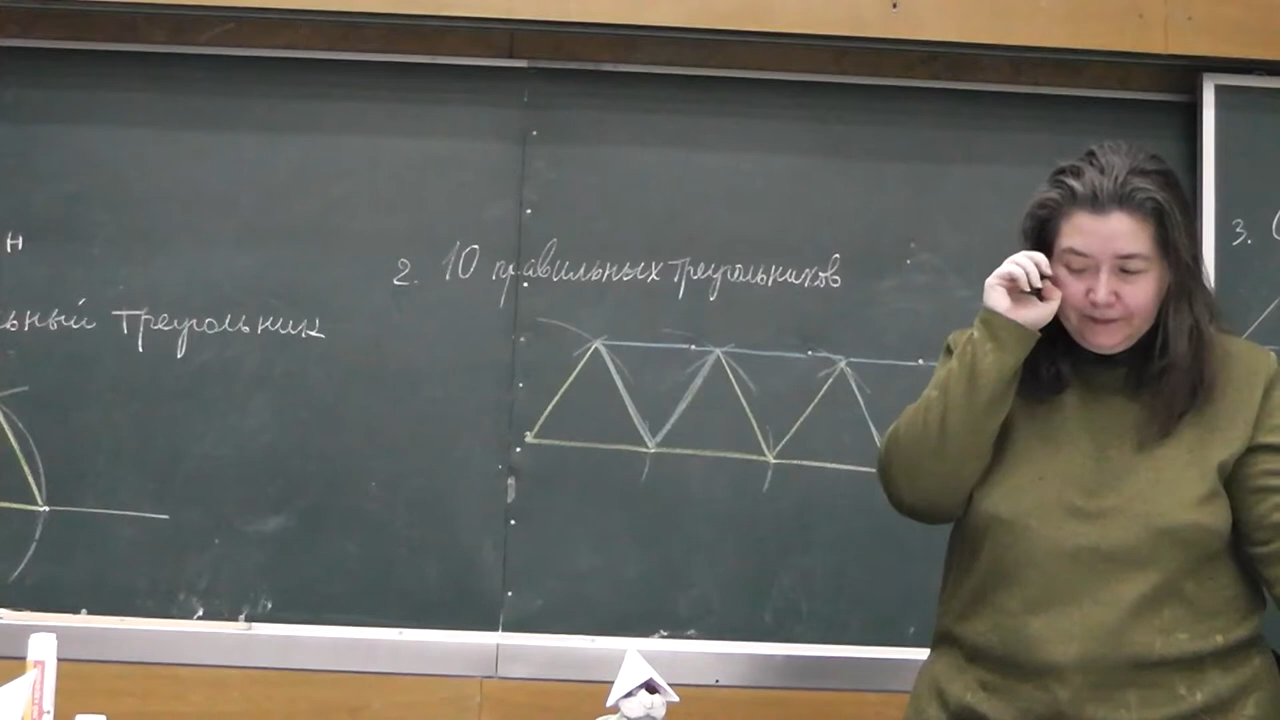 н
ьный треугольник
2. 10 правильных треугольников
3.